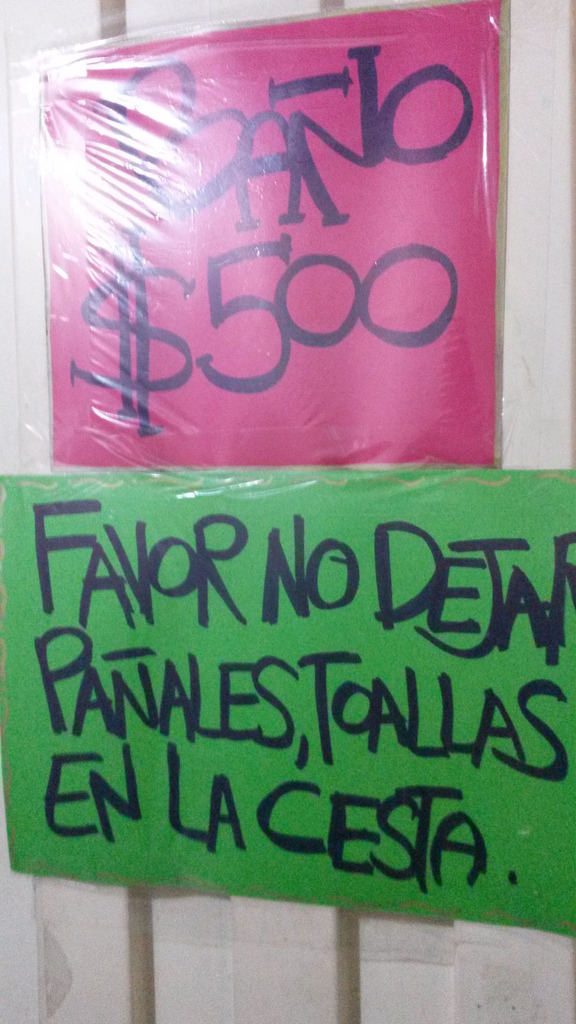 BAÑO
$500
FAVOR NO DEJAR
PAÑALES, TOALLAS
EN LA CESTA.